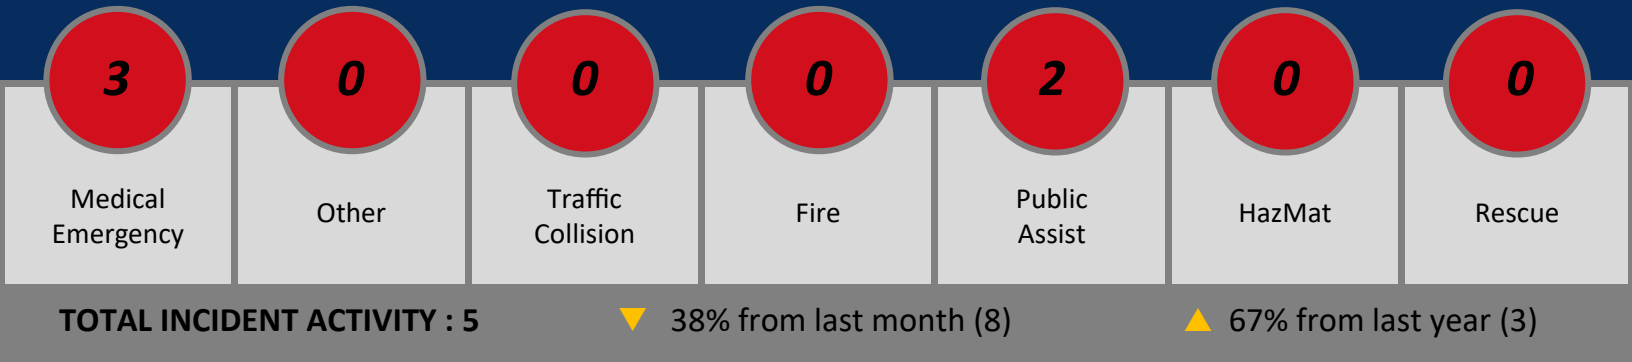 3 0 0 0 2 0 0
Medical
Emergency
Other
Traffic
Collision
Fire
Public
Assist
HazMat
Rescue
TOTAL INCIDENT ACTIVITY : 5 ▼ 38% from last month (8) ▲ 67% from last year (3)